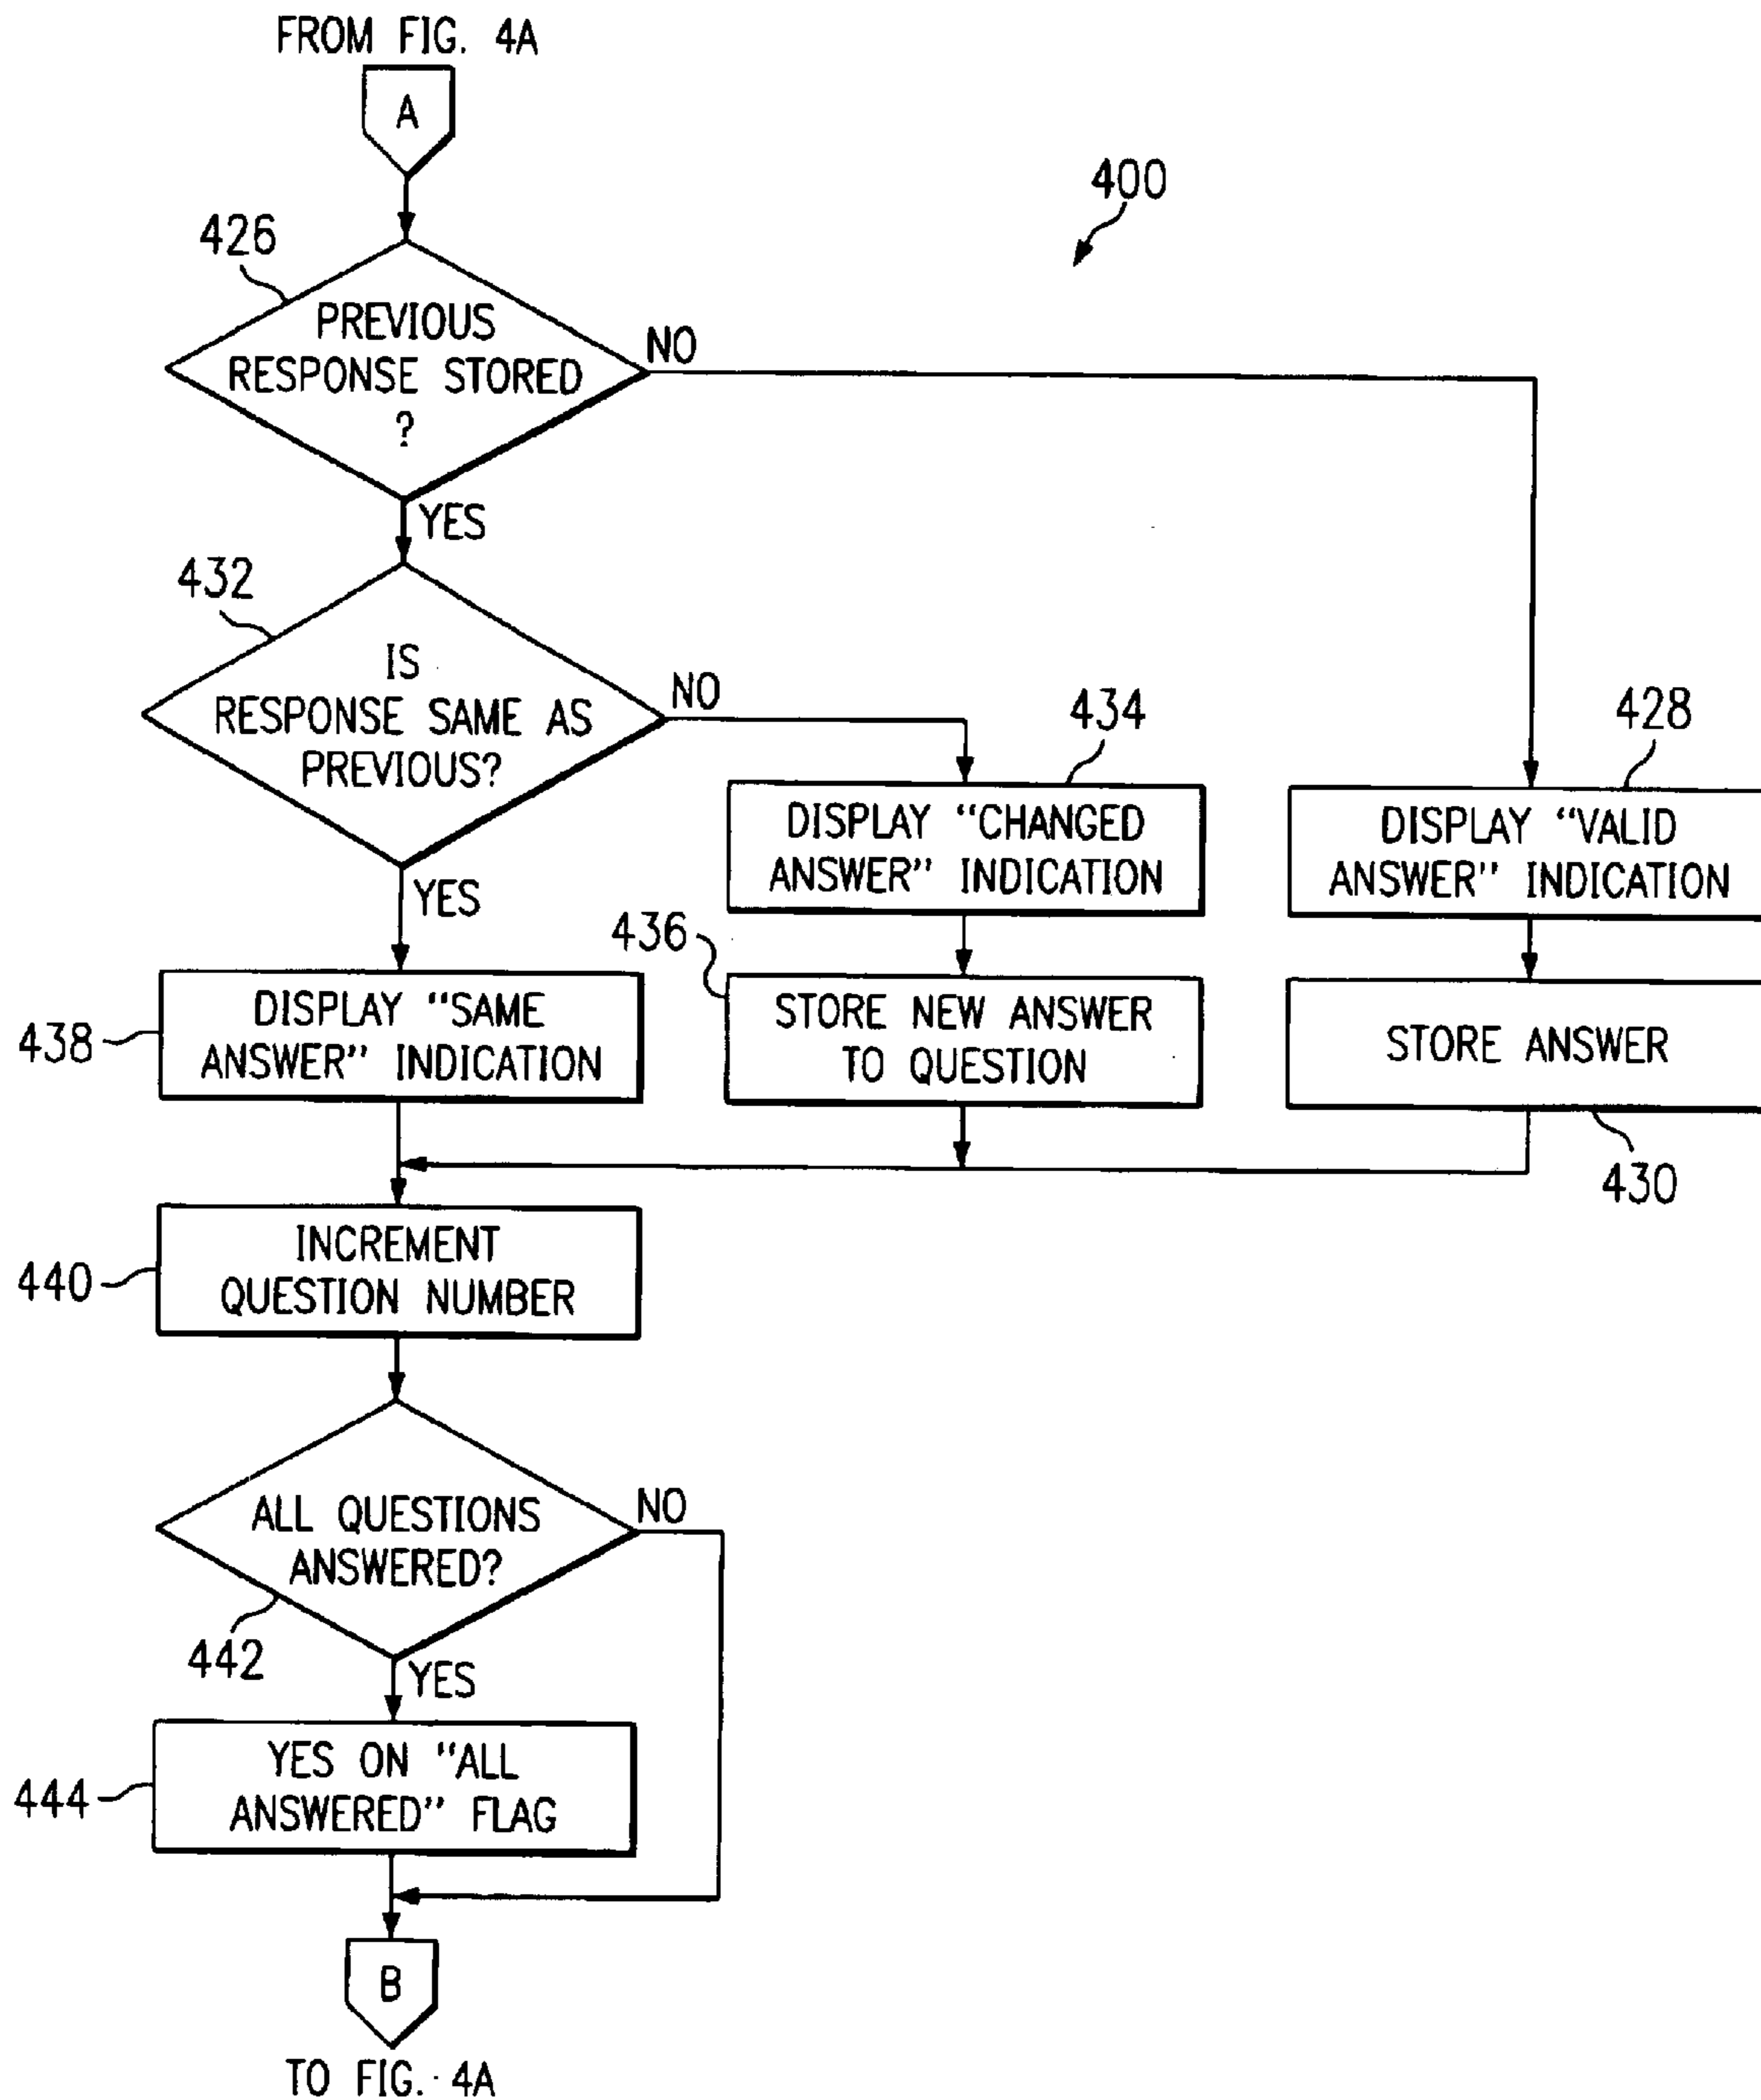 FROM FIG. 4A
A
400
426
PREVIOUS
RESPONSE STORED
?
NO
YES
432
IS
RESPONSE SAME AS
PREVIOUS?
NO
YES
434
DISPLAY “CHANGED
ANSWER” INDICATION
428
DISPLAY “VALID
ANSWER” INDICATION
438
DISPLAY “SAME
ANSWER” INDICATION
436
STORE NEW ANSWER
TO QUESTION
STORE ANSWER
430
440
INCREMENT
QUESTION NUMBER
ALL QUESTIONS
ANSWERED?
NO
442
YES
444
YES ON “ALL
ANSWERED” FLAG
B
TO FIG. 4A